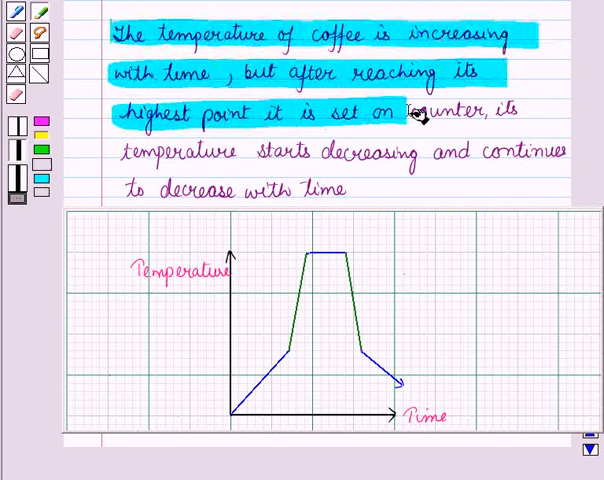 The temperature of coffee is increasing
with time, but after reaching its
highest point it is set on counter, its
temperature starts decreasing and continues
to decrease with time
Temperature
Time